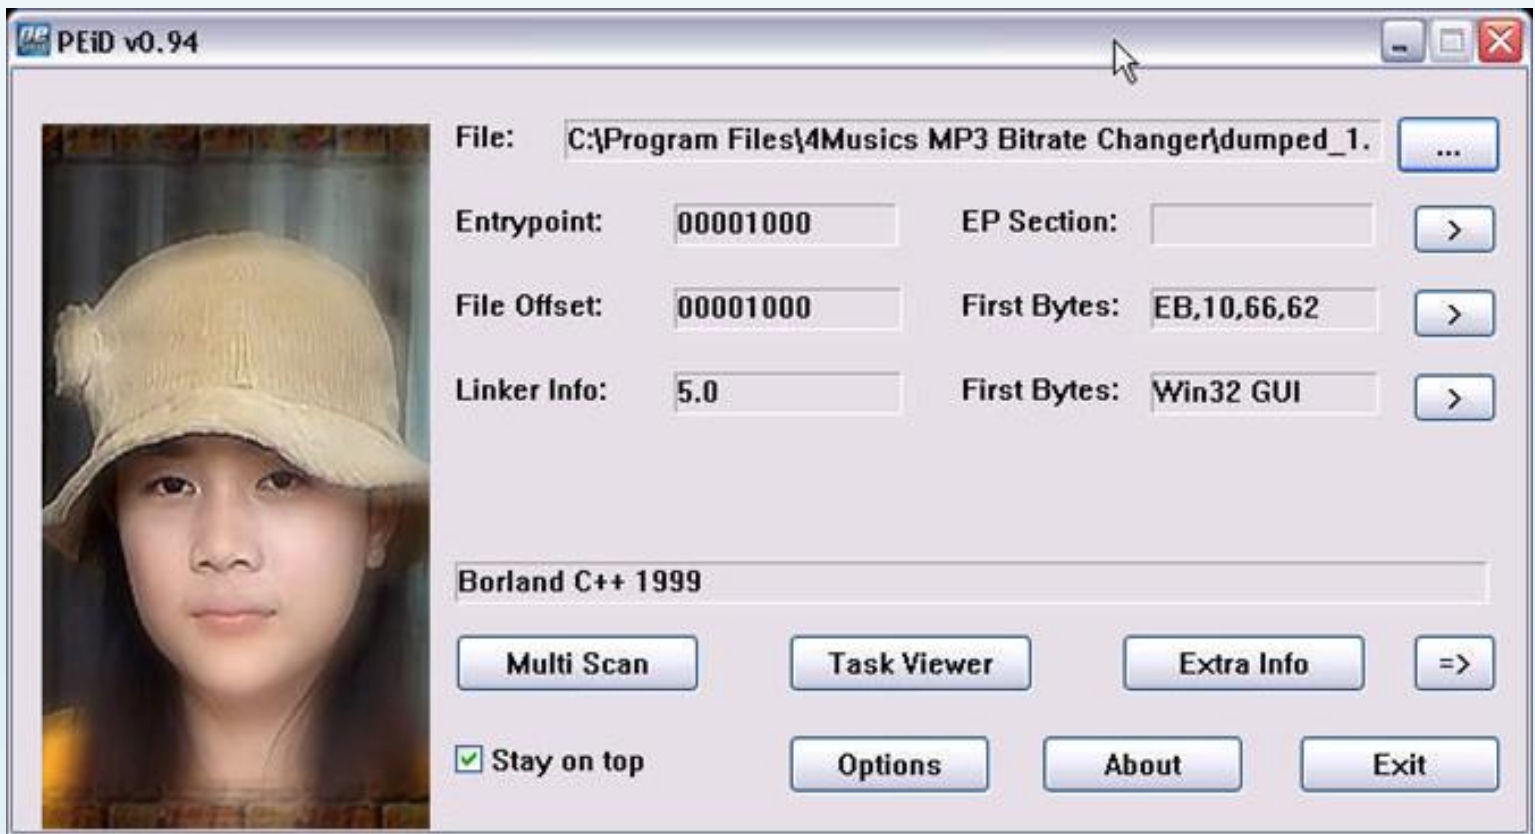 PEiD v0.94
File: C:\Program Files\4Musics MP3 Bitrate Changer\dumped_1. ...
Entrypoint: 00001000 EP Section: >
File Offset: 00001000 First Bytes: EB,10,66,62 >
Linker Info: 5.0 First Bytes: Win32 GUI >
Borland C++ 1999
Multi Scan Task Viewer Extra Info =>
Stay on top Options About Exit